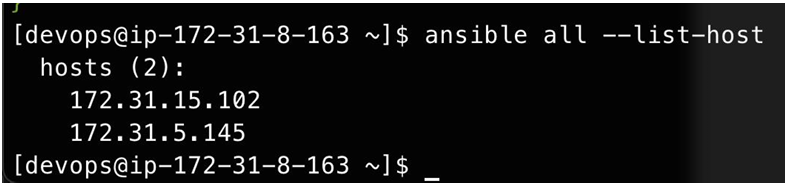 }
[devops@ip-172-31-8-163 ~]$ ansible all --list-host
hosts (2):
172.31.15.102
172.31.5.145
[devops@ip-172-31-8-163 ~]$ _